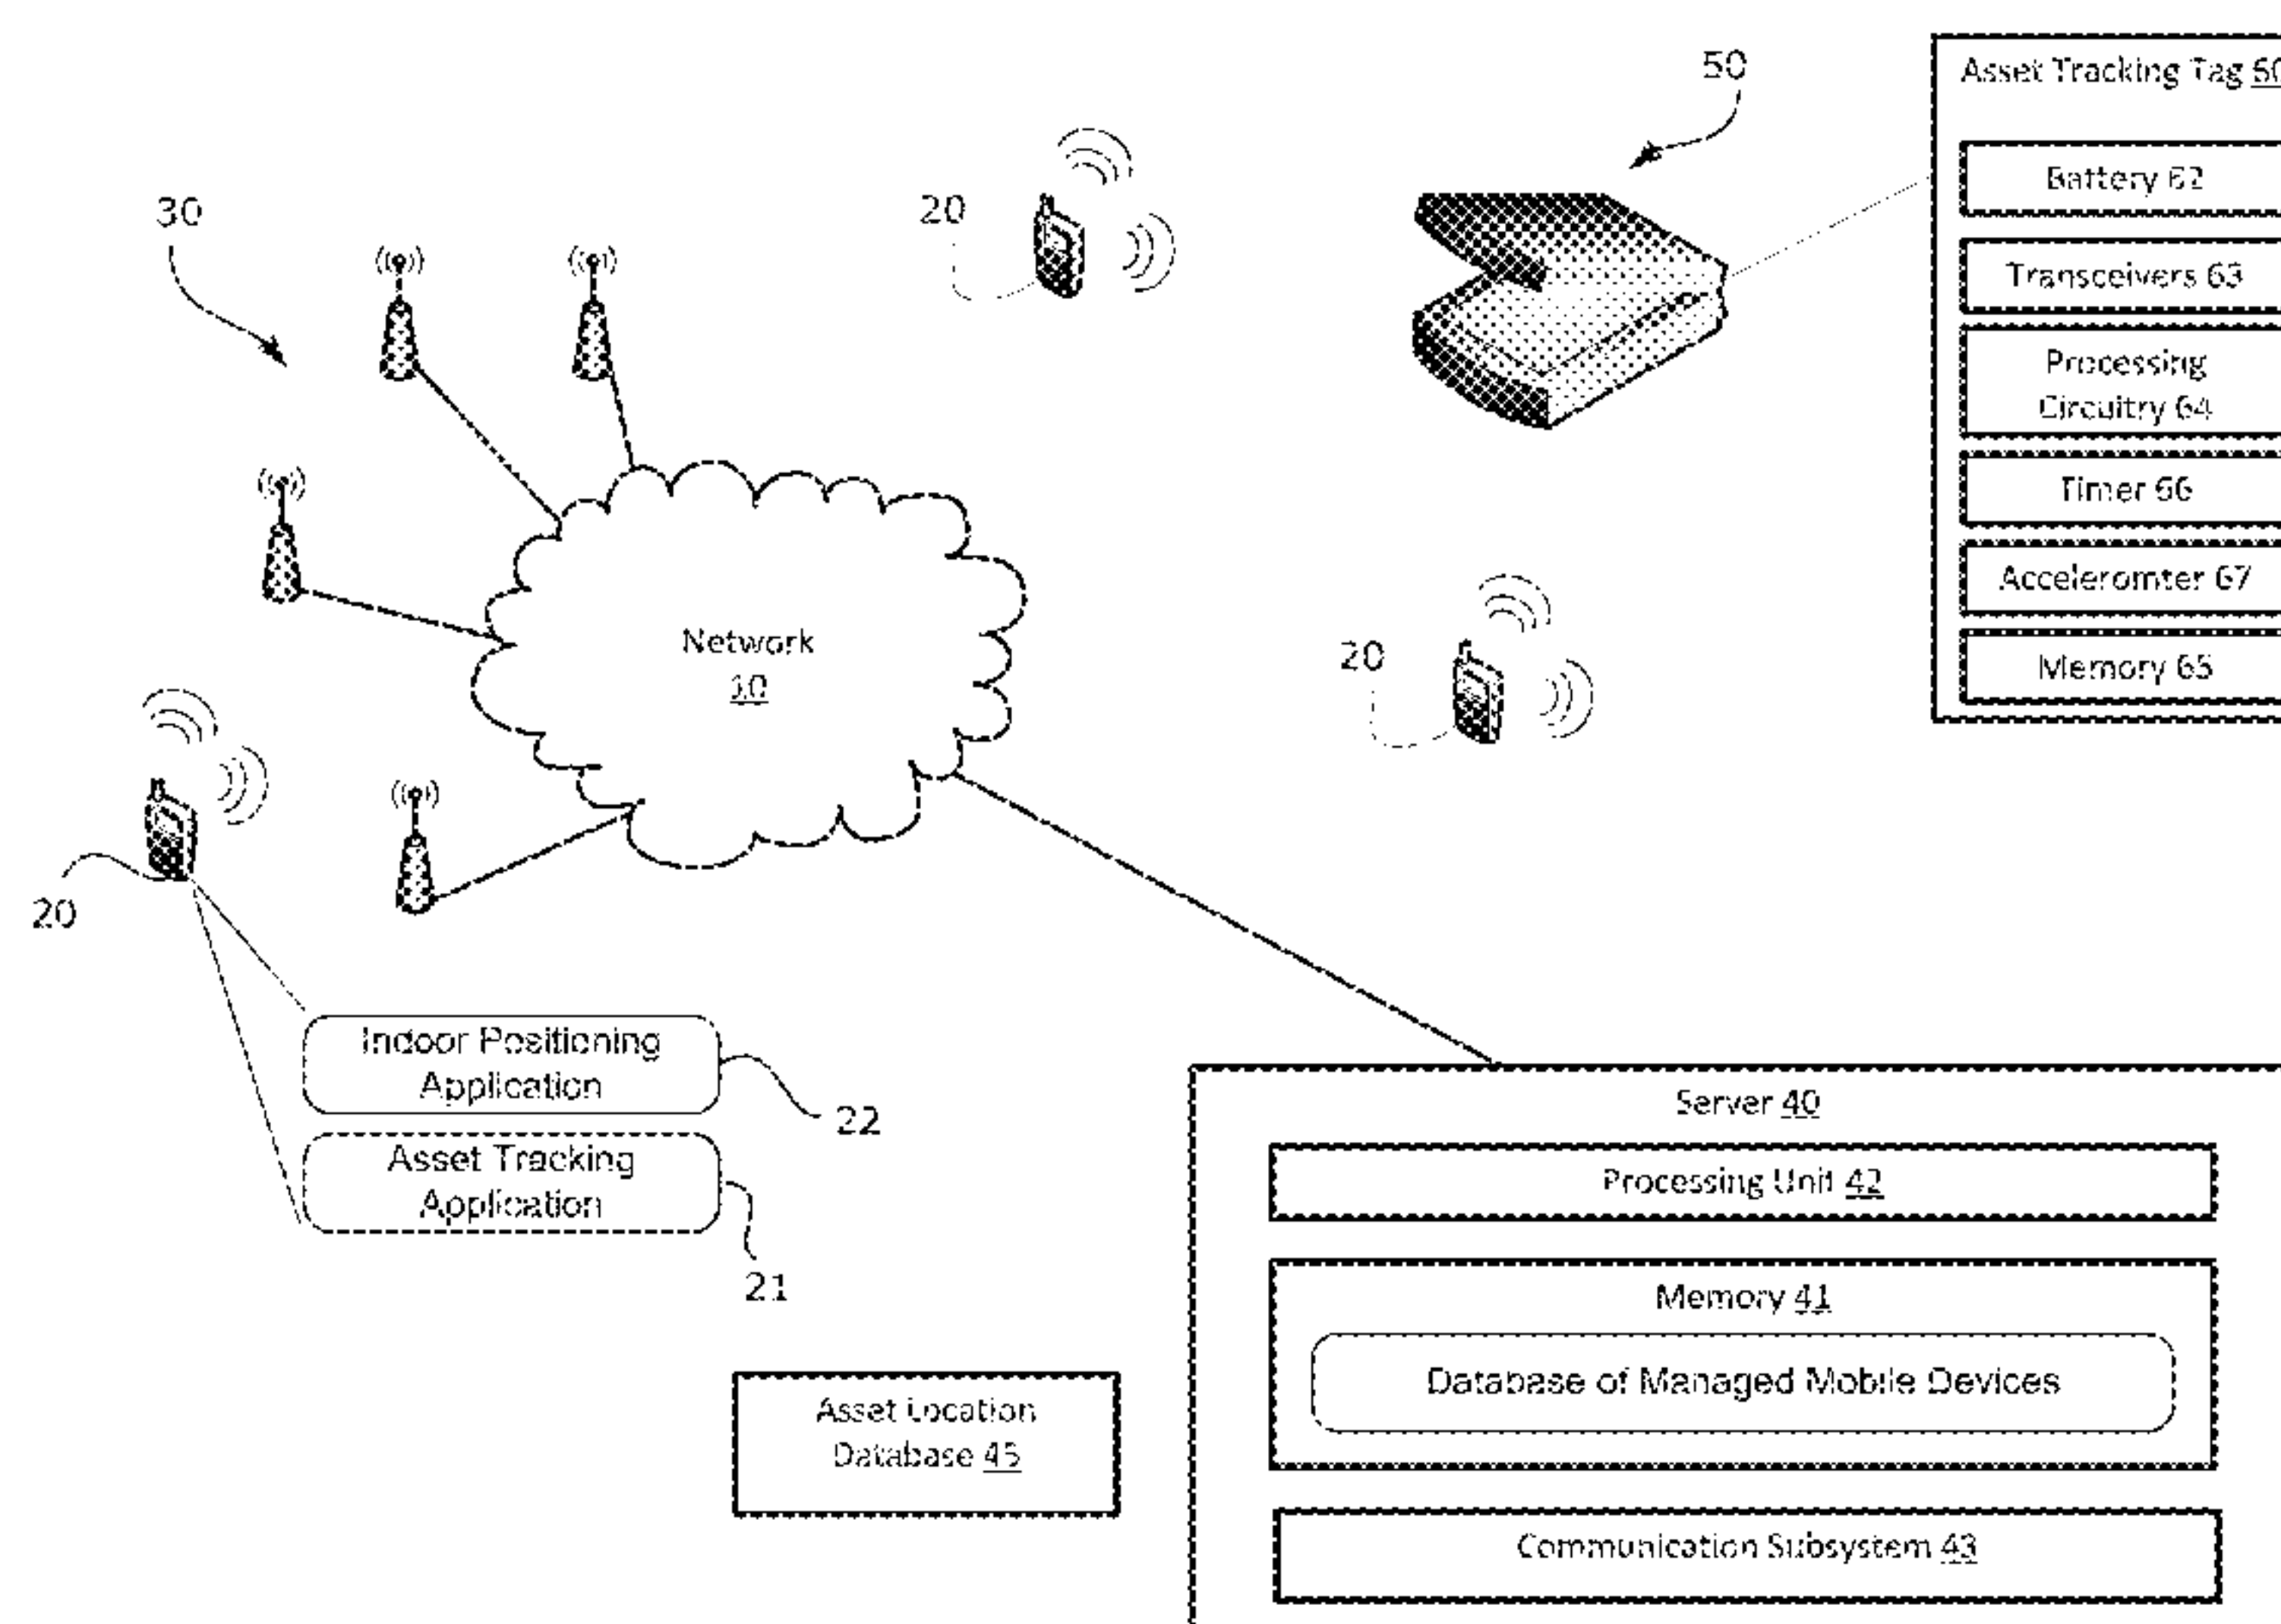 50
Asset Tracking Tag 60
Battery 62
Transceivers 63
Processing
Circuitry 64
Timer 66
Acceleromter 67
Memory 65
30
20
Network
10
20
20
Indoor Positioning
Application
22
Asset Tracking
Application
21
Server 40
Processing Unit 42
Memory 41
Database of Managed Mobile Devices
Communication Subsystem 43
Asset Location
Database 45